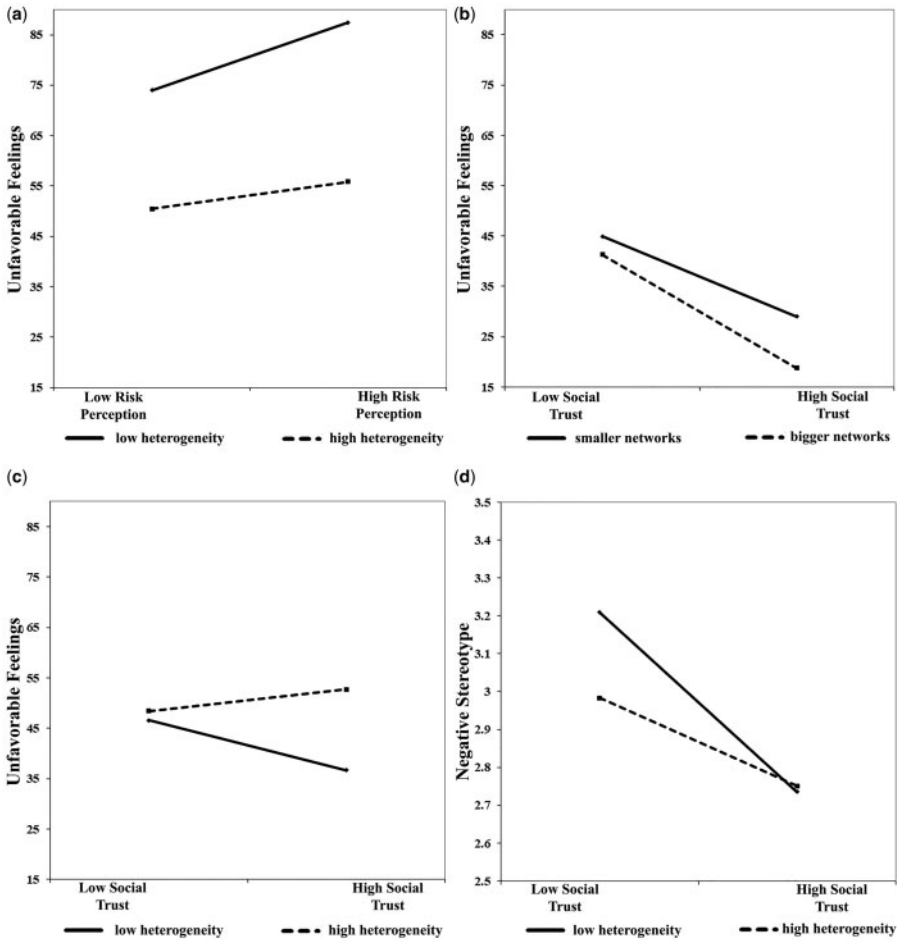 (a)
Unfavorable Feelings
85
75
65
55
45
35
25
15
Low Risk
Perception
High Risk
Perception
low heterogeneity
high heterogeneity
(b)
Unfavorable Feelings
85
75
65
55
45
35
25
15
Low Social
Trust
High Social
Trust
smaller networks
bigger networks
(c)
Unfavorable Feelings
85
75
65
55
45
35
25
15
Low Social
Trust
High Social
Trust
low heterogeneity
high heterogeneity
(d)
Negative Stereotype
3.5
3.4
3.3
3.2
3.1
3
2.9
2.8
2.7
2.6
2.5
Low Social
Trust
High Social
Trust
low heterogeneity
high heterogeneity